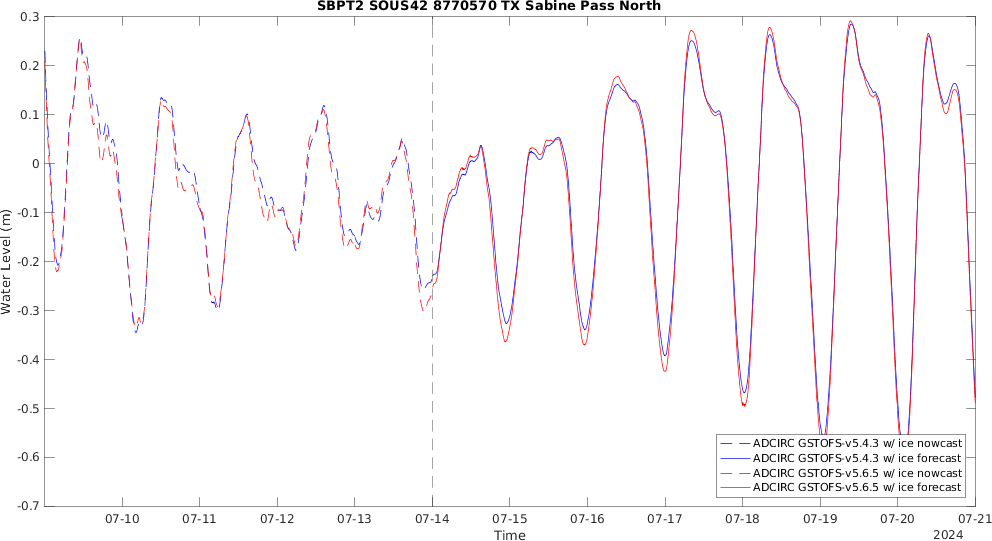 SBPT2 SOUS42 8770570 TX Sabine Pass North
0.3
0.2
0.1
0
-0.1
-0.2
-0.3
-0.4
-0.5
-0.6
-0.7
Water Level (m)
ADCIRC GSTOFS-v5.4.3 w/ ice nowcast
ADCIRC GSTOFS-v5.4.3 w/ ice forecast
ADCIRC GSTOFS-v5.6.5 w/ ice nowcast
ADCIRC GSTOFS-v5.6.5 w/ ice forecast
07-10 07-11 07-12 07-13 07-14 07-15 07-16 07-17 07-18 07-19 07-20 07-21
Time
2024